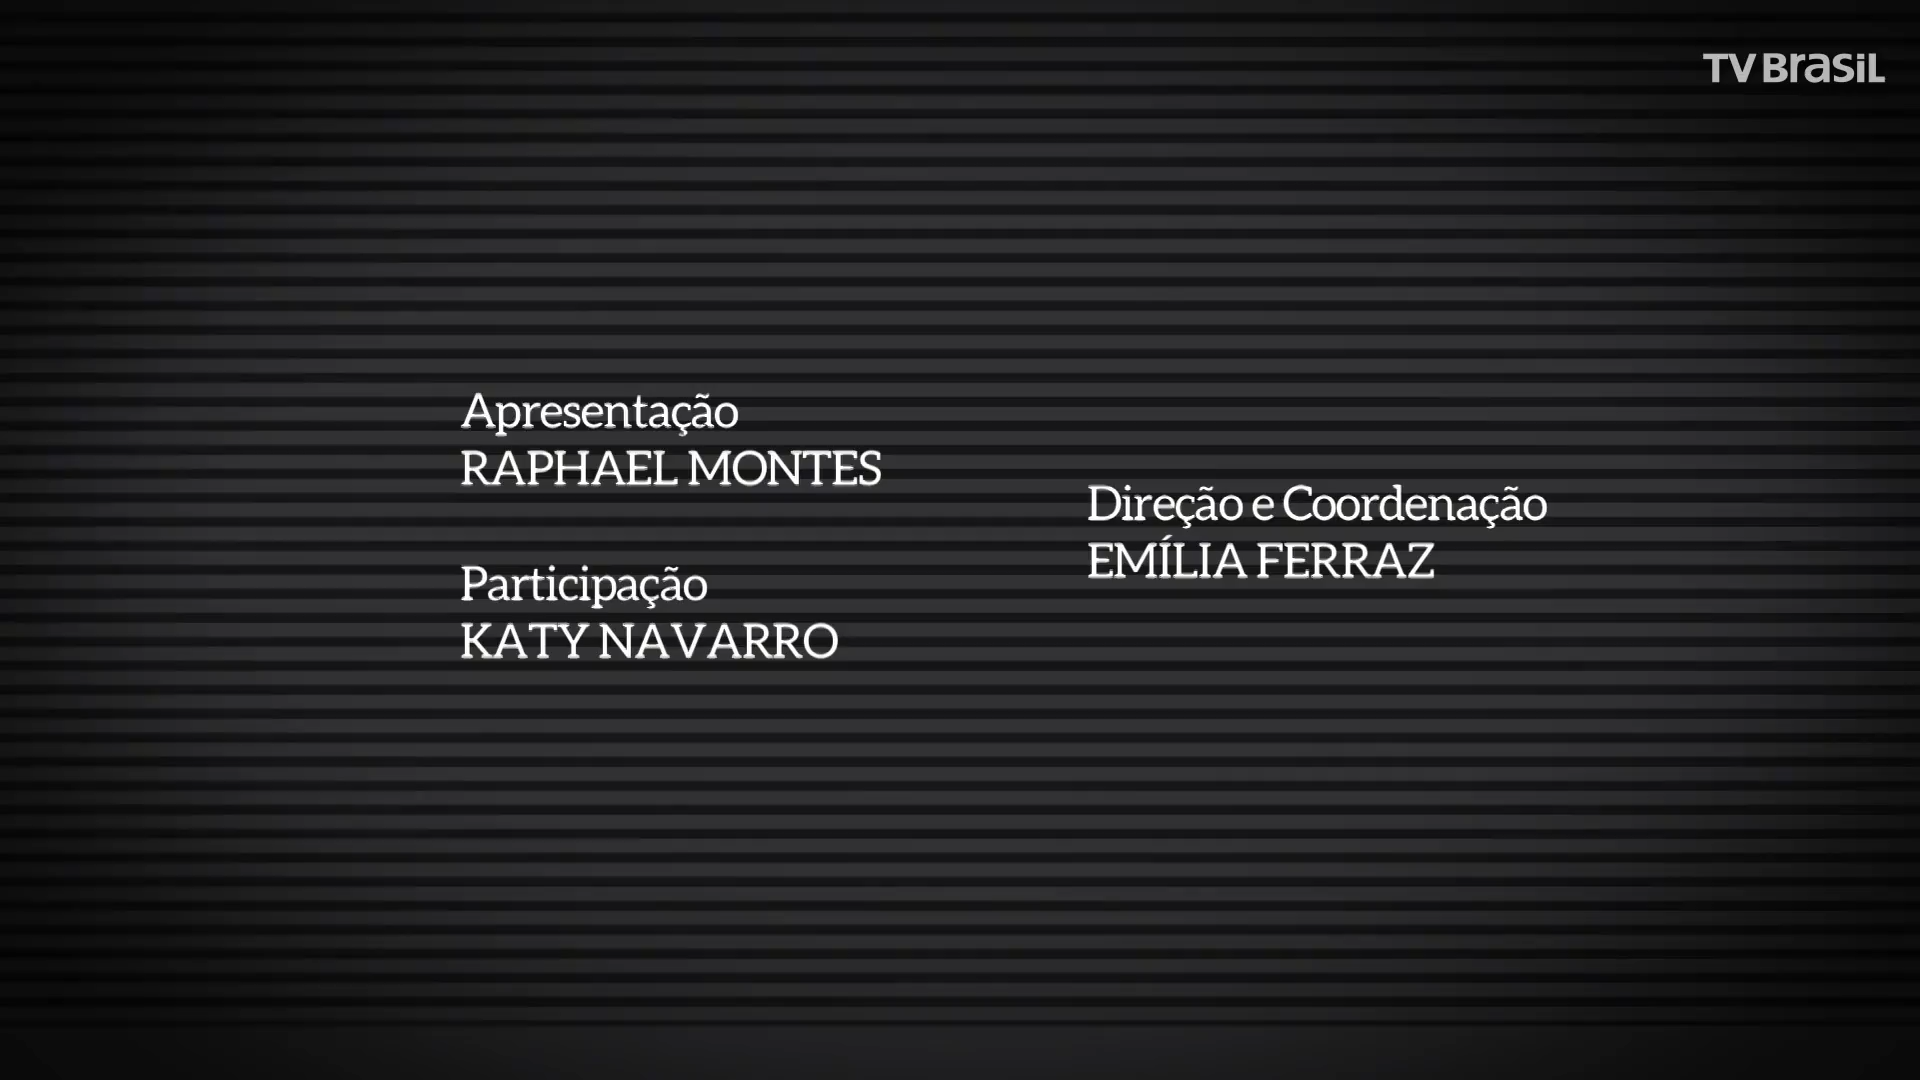 TV BrasiL
Apresentação
RAPHAEL MONTES
Participação
KATY NAVARRO
Direção e Coordenação
EMÍLIA FERRAZ